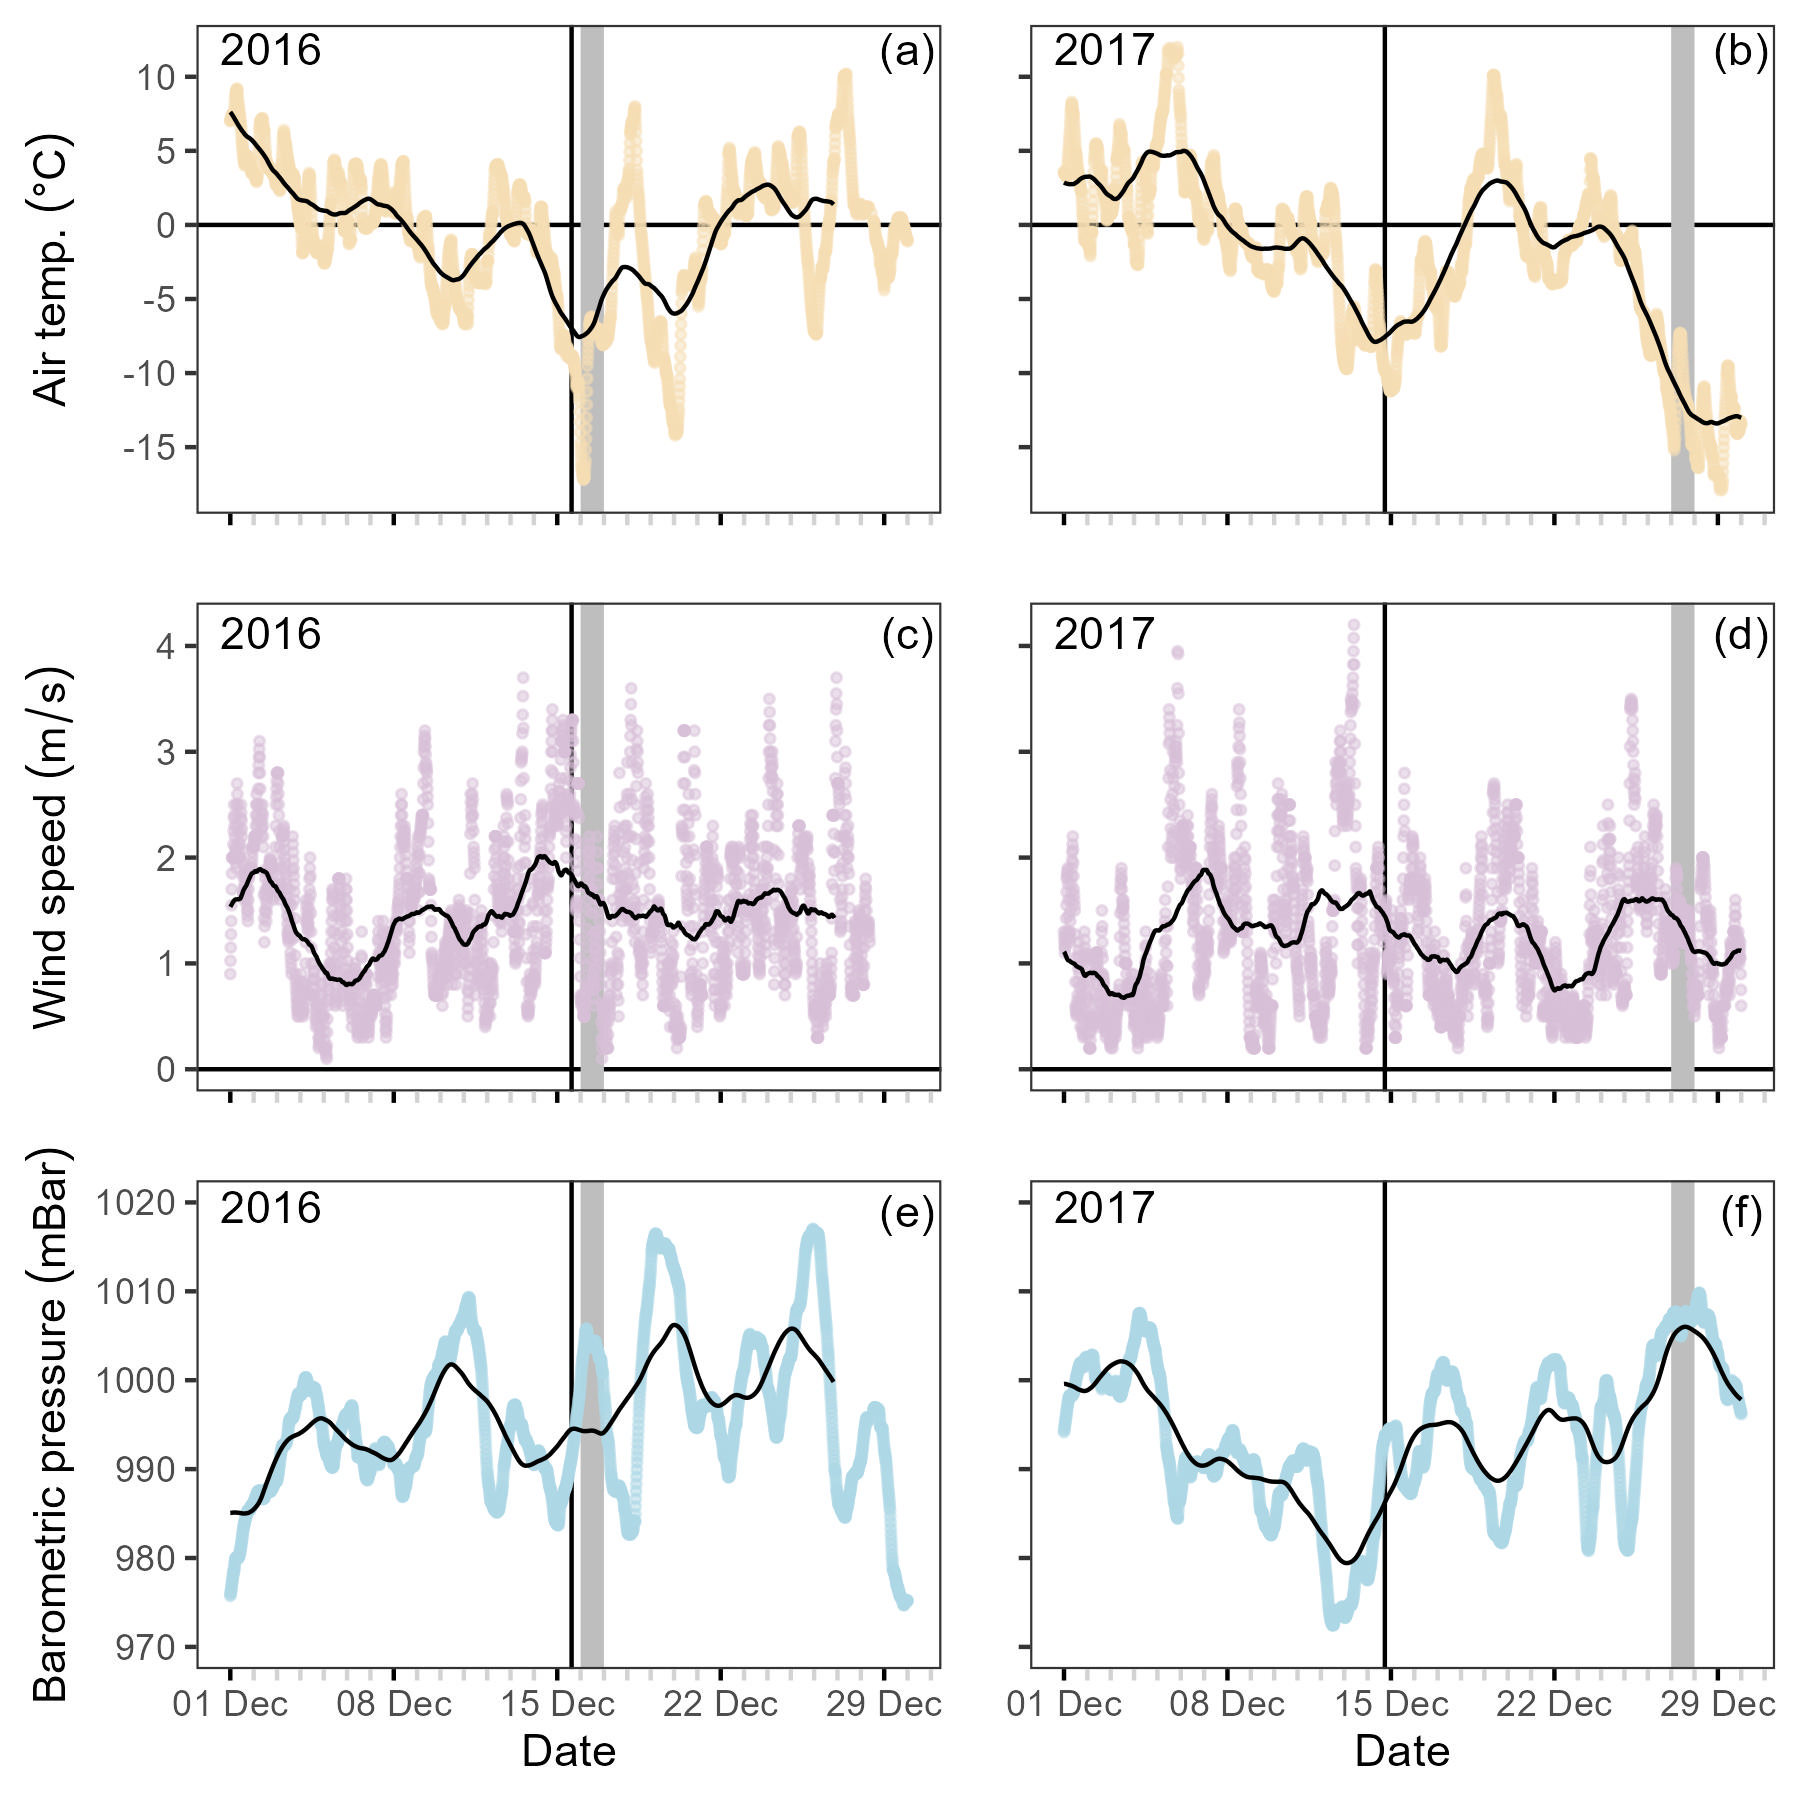 2016
(a)
2017
(b)
Air temp. (°C)
10
5
0
-5
-10
-15
2016
(c)
2017
(d)
Wind speed (m/s)
4
3
2
1
0
2016
(e)
2017
(f)
Barometric pressure (mBar)
1020
1010
1000
990
980
970
01 Dec
08 Dec
15 Dec
22 Dec
29 Dec
01 Dec
08 Dec
15 Dec
22 Dec
29 Dec
Date
Date